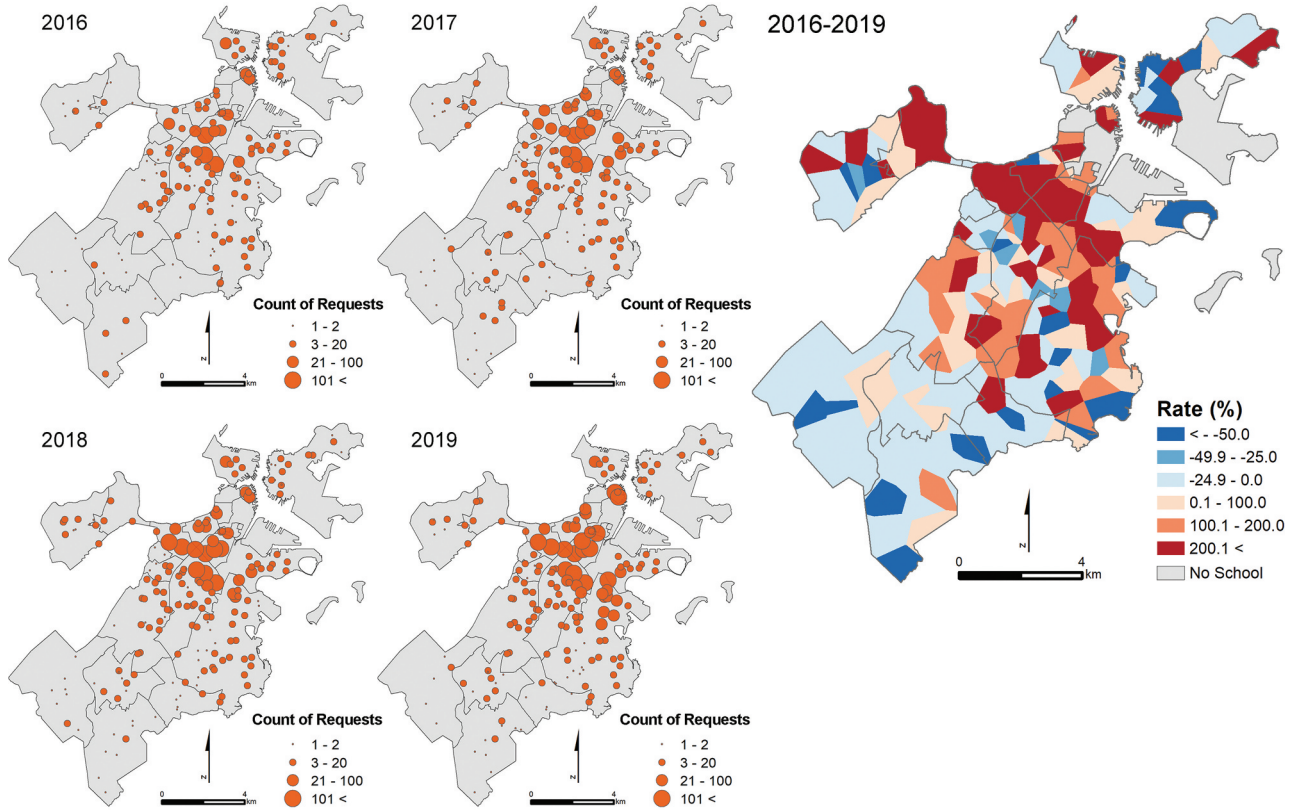 2016
Count of Requests
1 - 2
3 - 20
21 - 100
101 <
N
0 4
km
2017
Count of Requests
1 - 2
3 - 20
21 - 100
101 <
N
0 4
km
2018
Count of Requests
1 - 2
3 - 20
21 - 100
101 <
N
0 4
km
2019
Count of Requests
1 - 2
3 - 20
21 - 100
101 <
N
0 4
km
2016-2019
Rate (%)
< - -50.0
-49.9 - -25.0
-24.9 - 0.0
0.1 - 100.0
100.1 - 200.0
200.1 <
No School
N
0 4
km